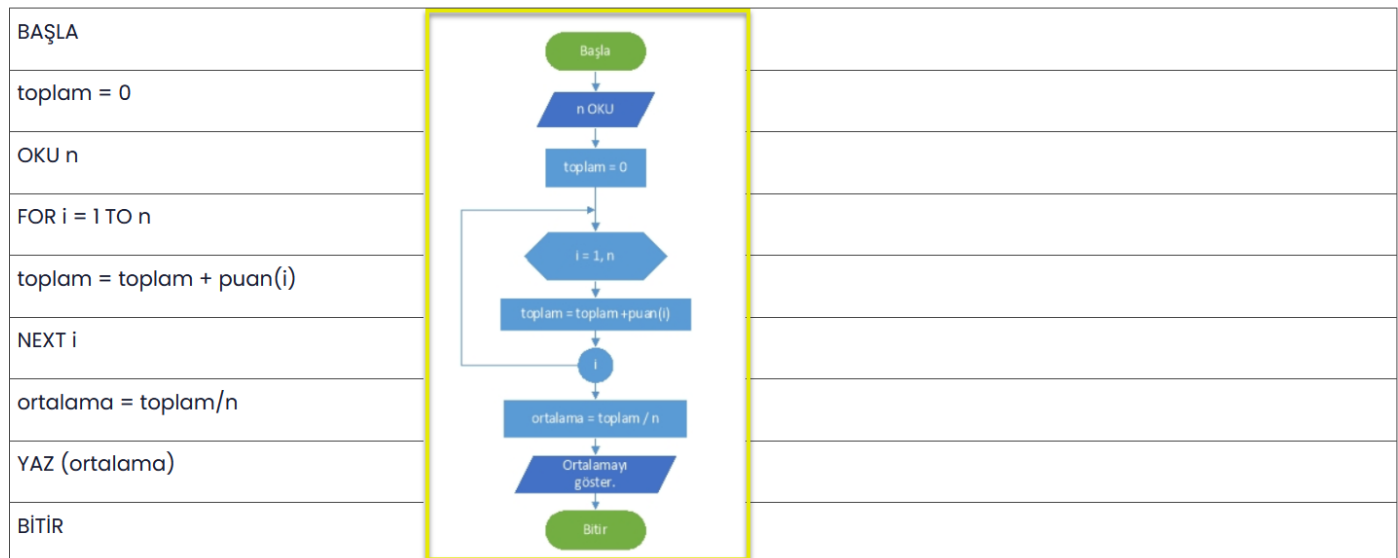 BAŞLA
toplam = 0
OKU n
FOR i = 1 TO n
toplam = toplam + puan(i)
NEXT i
ortalama = toplam/n
YAZ (ortalama)
BİTİR
Başla
n OKU
toplam = 0
i = 1, n
toplam = toplam +puan(i)
i
ortalama = toplam / n
Ortalamayı
göster.
Bitir